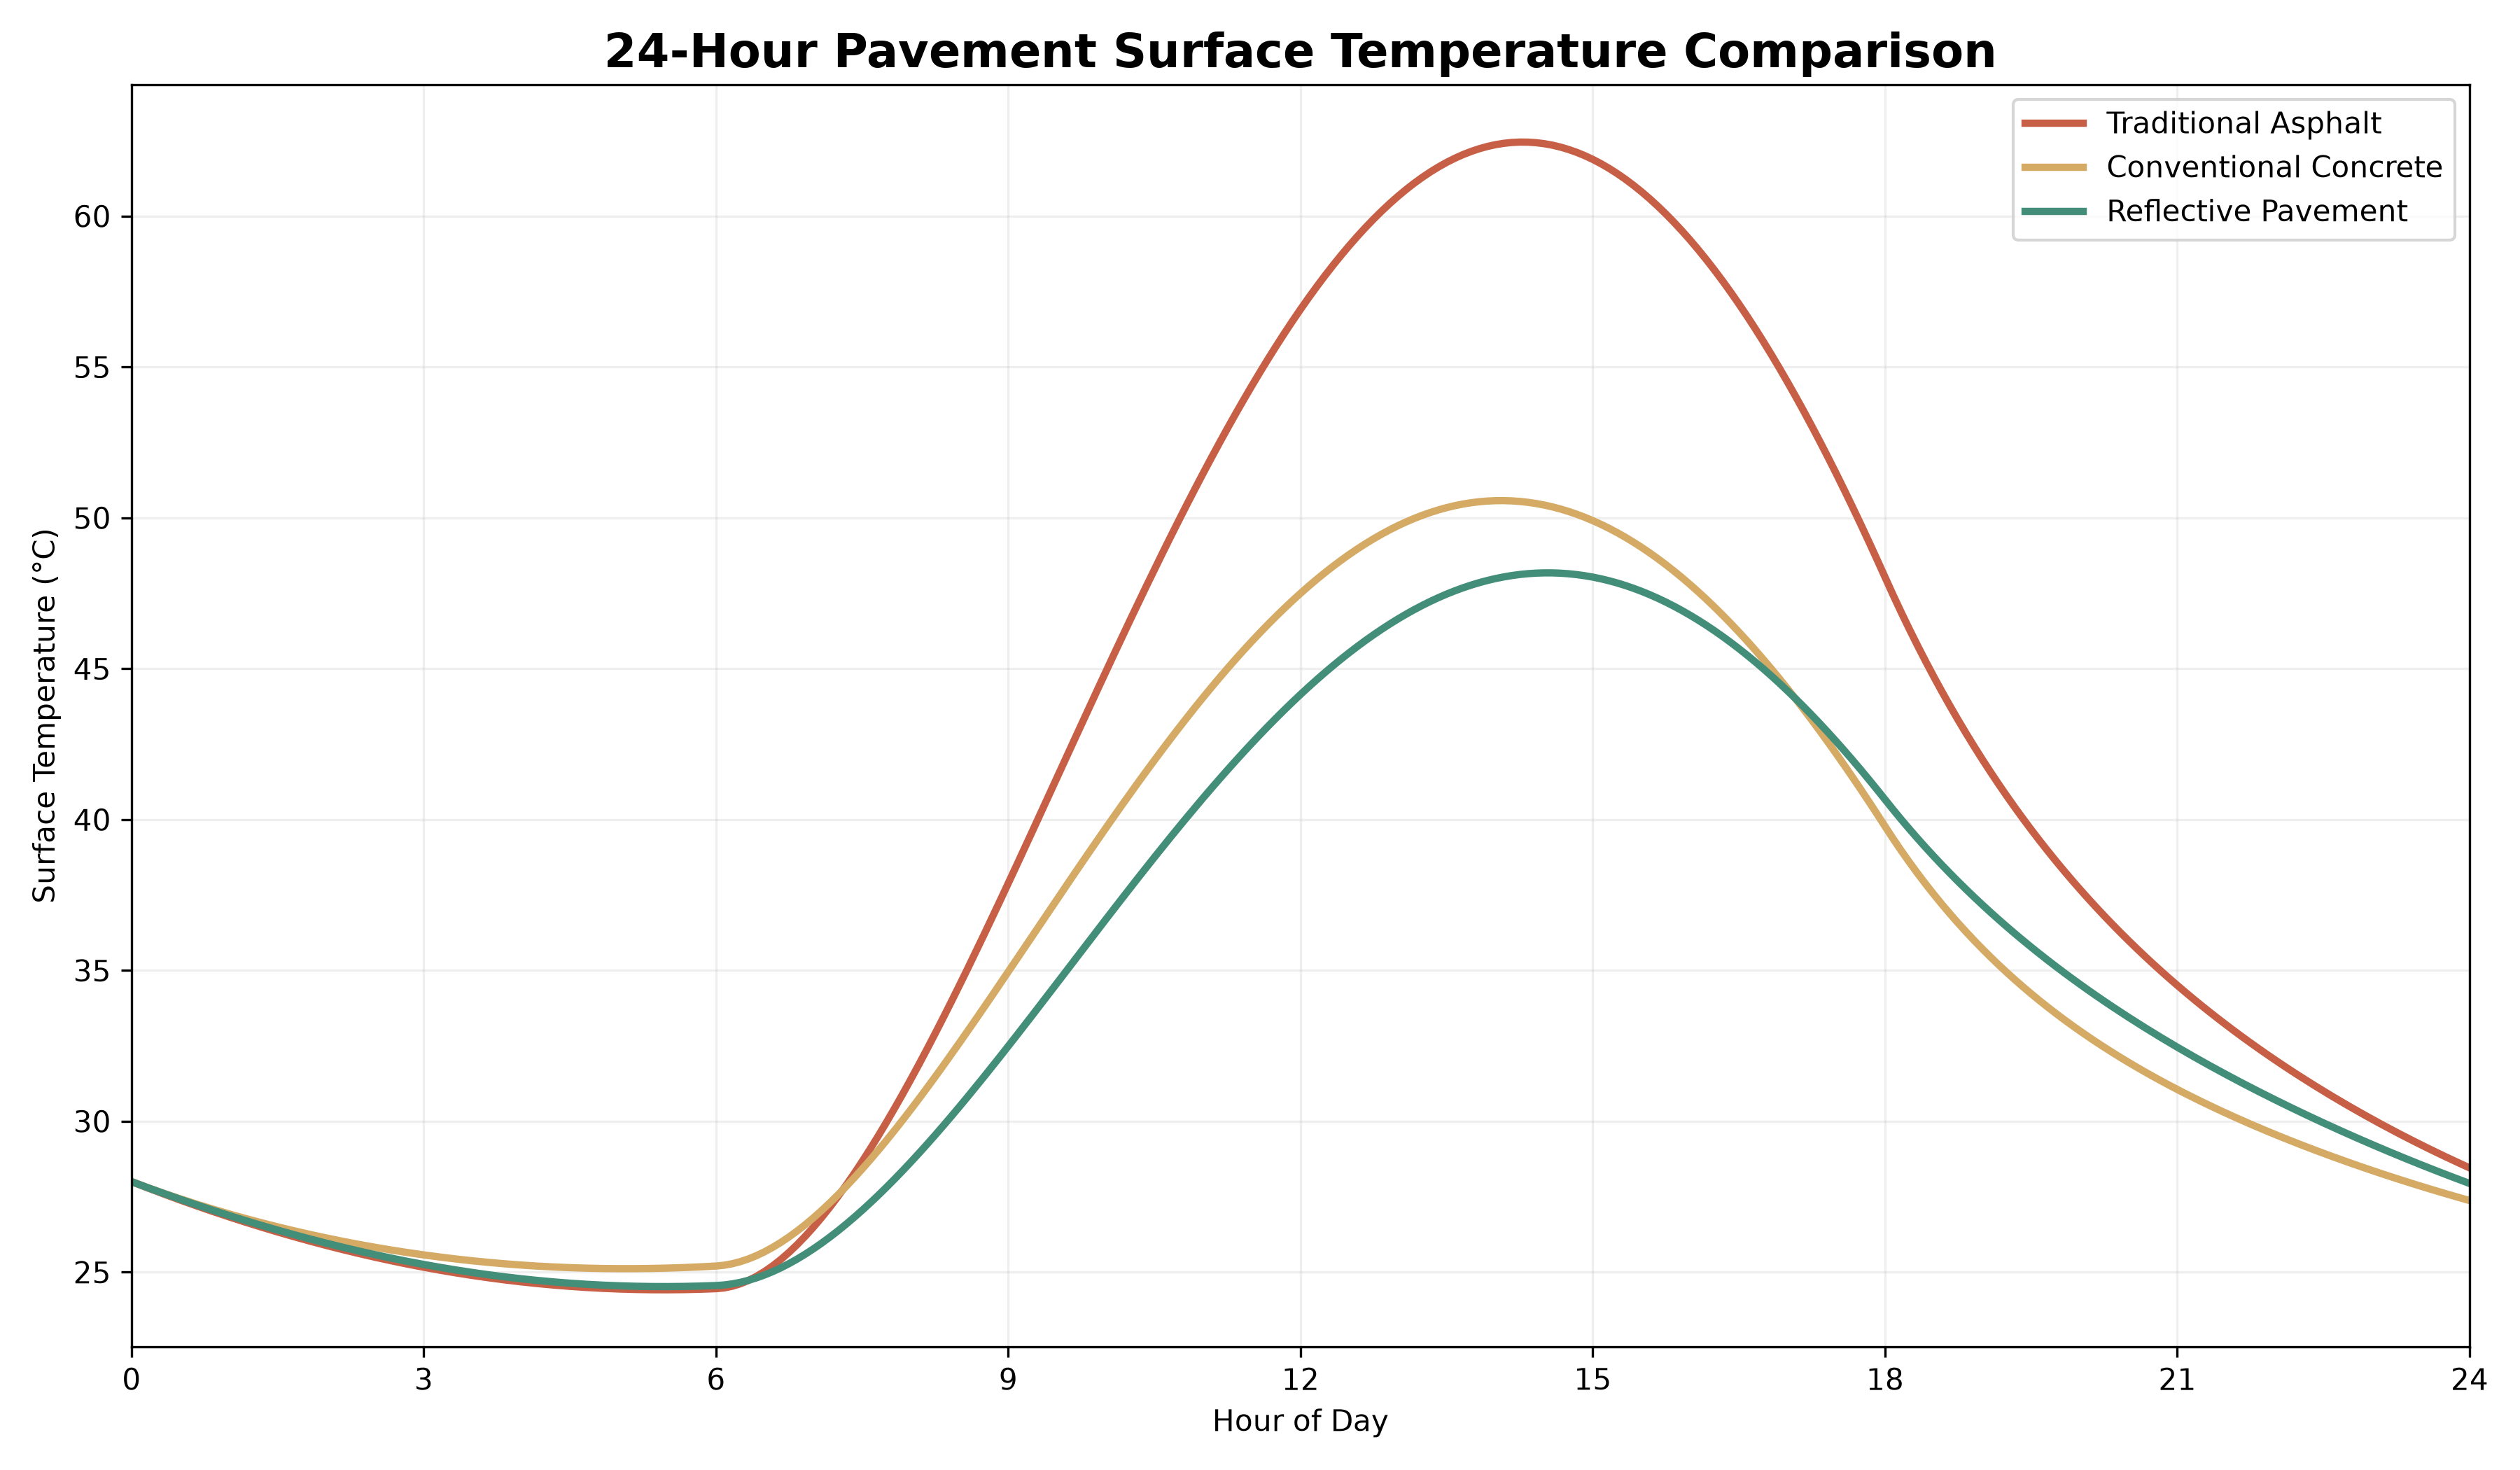 24-Hour Pavement Surface Temperature Comparison
Traditional Asphalt
Conventional Concrete
Reflective Pavement
Surface Temperature (°C)
60
55
50
45
40
35
30
25
0 3 6 9 12 15 18 21 24
Hour of Day